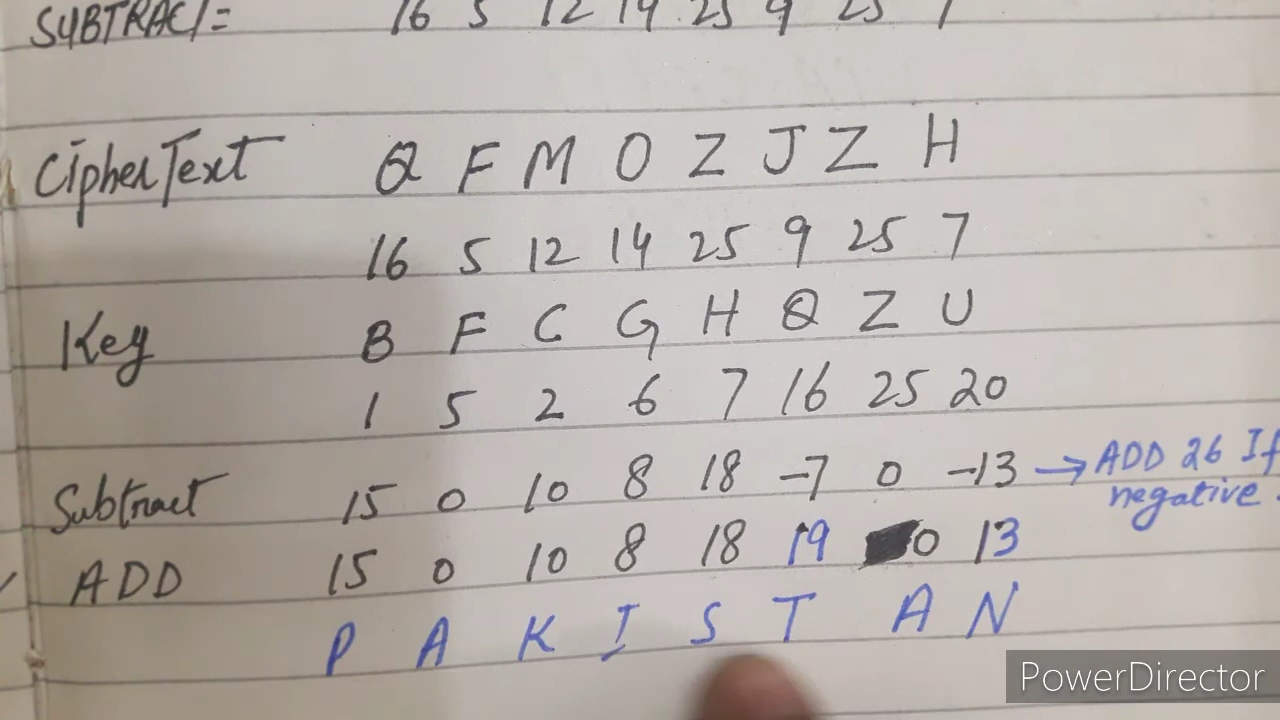 SUBTRACT= 16 5 12 14 25 9 25 7
CipherText Q F M O Z J Z H
16 5 12 14 25 9 25 7
Key B F C G H Q Z U
1 5 2 6 7 16 25 20
Subtract 15 0 10 8 18 -7 0 -13 → ADD 26 If negative.
ADD 15 0 10 8 18 19 0 13
P A K I S T A N
PowerDirector